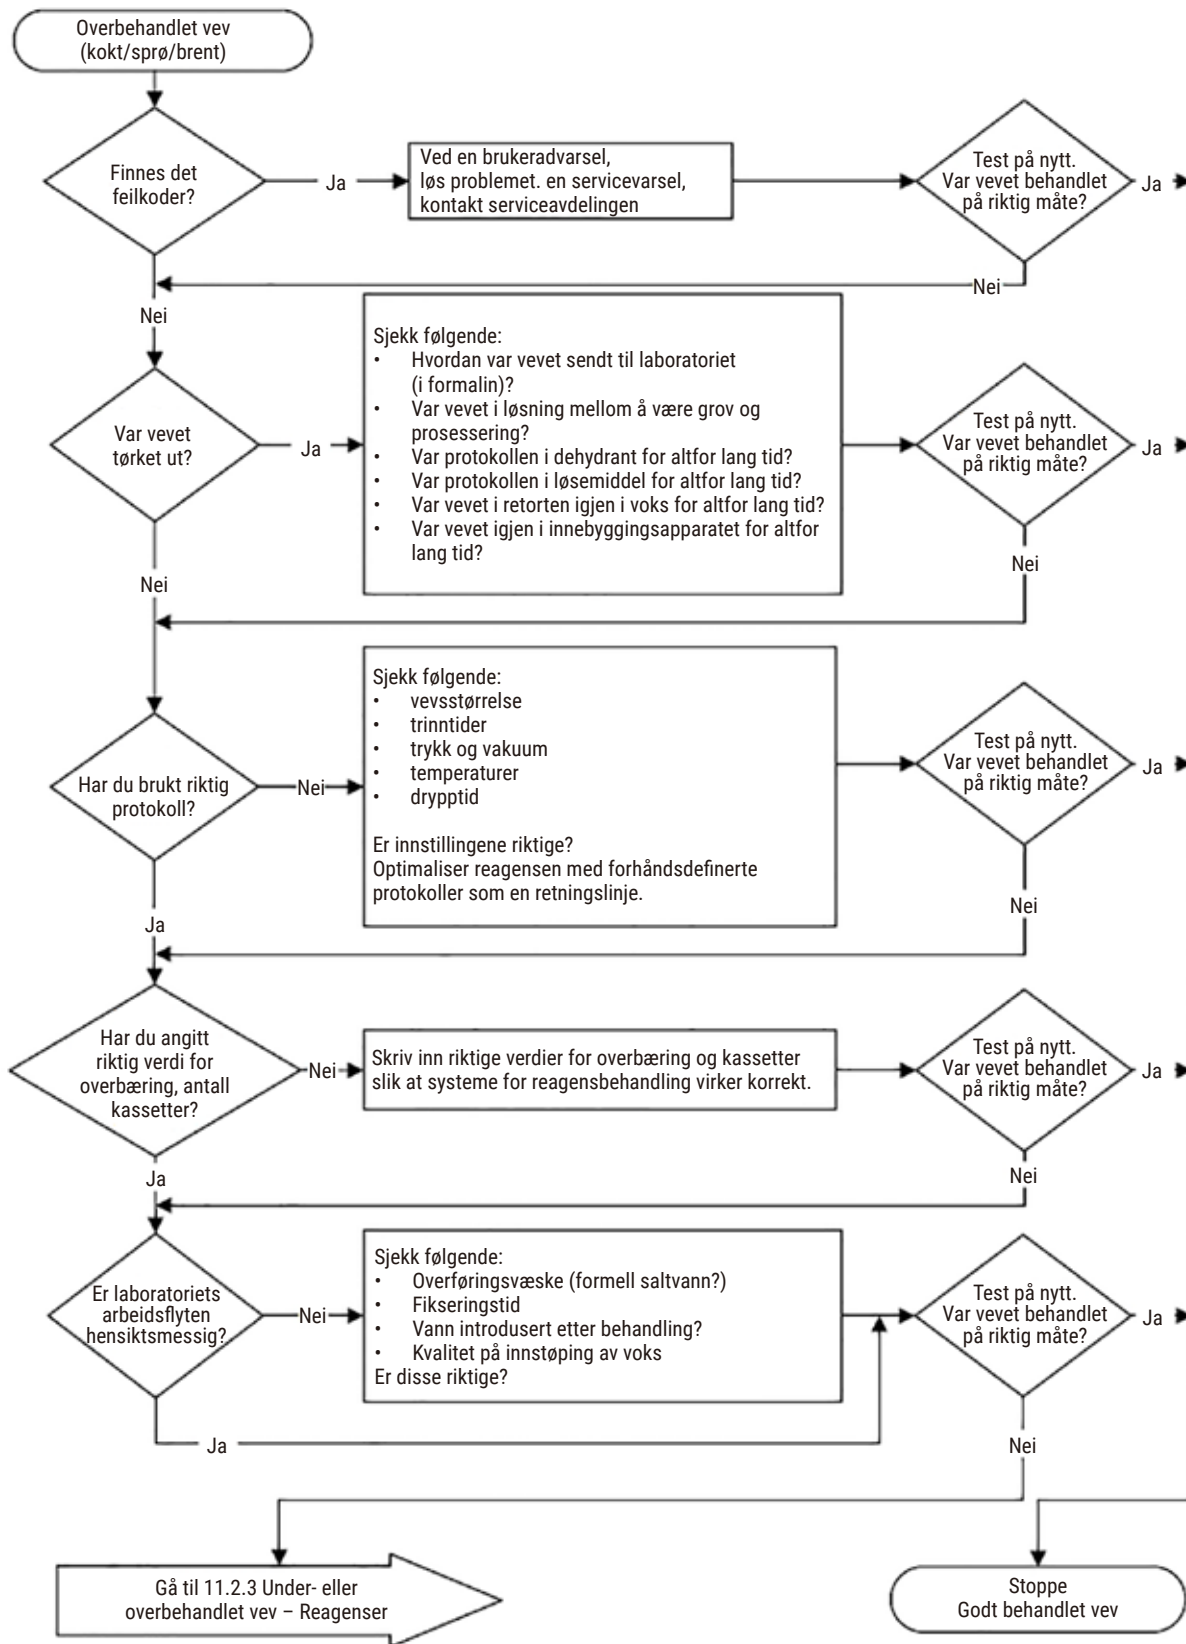 Overbehandlet vev
(kokt/sprø/brent)
Finnes det
feilkoder?
Ja
Ved en brukeradvarsel,
løs problemet. en servicevarsel,
kontakt serviceavdelingen
Test på nytt.
Var vevet behandlet
på riktig måte?
Ja
Nei
Nei
Var vevet
tørket ut?
Ja
Sjekk følgende:
• Hvordan var vevet sendt til laboratoriet
(i formalin)?
• Var vevet i løsning mellom å være grov og
prosessering?
• Var protokollen i dehydrant for altfor lang tid?
• Var protokollen i løsemiddel for altfor lang tid?
• Var vevet i retorten igjen i voks for altfor lang tid?
• Var vevet igjen i innebyggingsapparatet for altfor
lang tid?
Test på nytt.
Var vevet behandlet
på riktig måte?
Ja
Nei
Nei
Har du brukt riktig
protokoll?
Nei
Sjekk følgende:
• vevsstørrelse
• trinntider
• trykk og vakuum
• temperaturer
• drypptid
Er innstillingene riktige?
Optimaliser reagensen med forhåndsdefinerte
protokoller som en retningslinje.
Test på nytt.
Var vevet behandlet
på riktig måte?
Ja
Nei
Ja
Har du angitt
riktig verdi for
overbæring, antall
kassetter?
Nei
Skriv inn riktige verdier for overbæring og kassetter
slik at systeme for reagensbehandling virker korrekt.
Test på nytt.
Var vevet behandlet
på riktig måte?
Ja
Nei
Ja
Er laboratoriets
arbeidsflyten
hensiktsmessig?
Nei
Sjekk følgende:
• Overføringsvæske (formell saltvann?)
• Fikseringstid
• Vann introdusert etter behandling?
• Kvalitet på innstøping av voks
Er disse riktige?
Test på nytt.
Var vevet behandlet
på riktig måte?
Ja
Ja
Nei
Gå til 11.2.3 Under- eller
overbehandlet vev – Reagenser
Stoppe
Godt behandlet vev